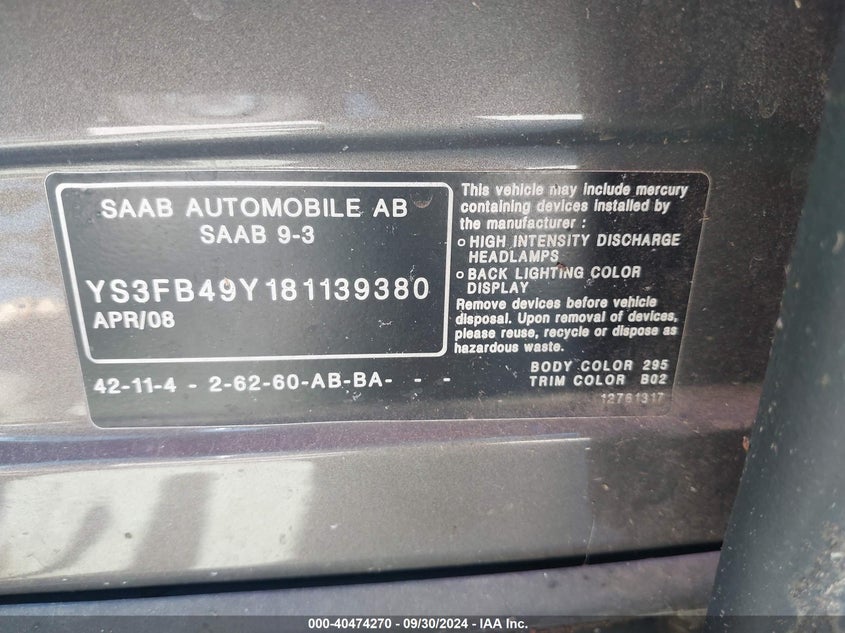 SAAB AUTOMOBILE AB
SAAB 9-3
YS3FB49Y181139380
APR/08
42-11-4 - 2-62-60-AB-BA- - -
This vehicle may include mercury
containing devices installed by
the manufacturer :
o HIGH INTENSITY DISCHARGE
HEADLAMPS
o BACK LIGHTING COLOR
DISPLAY
Remove devices before vehicle
disposal. Upon removal of devices,
please reuse, recycle or dispose as
hazardous waste.
BODY COLOR 295
TRIM COLOR B02
12761317
000-40474270 - 09/30/2024 - IAA Inc.